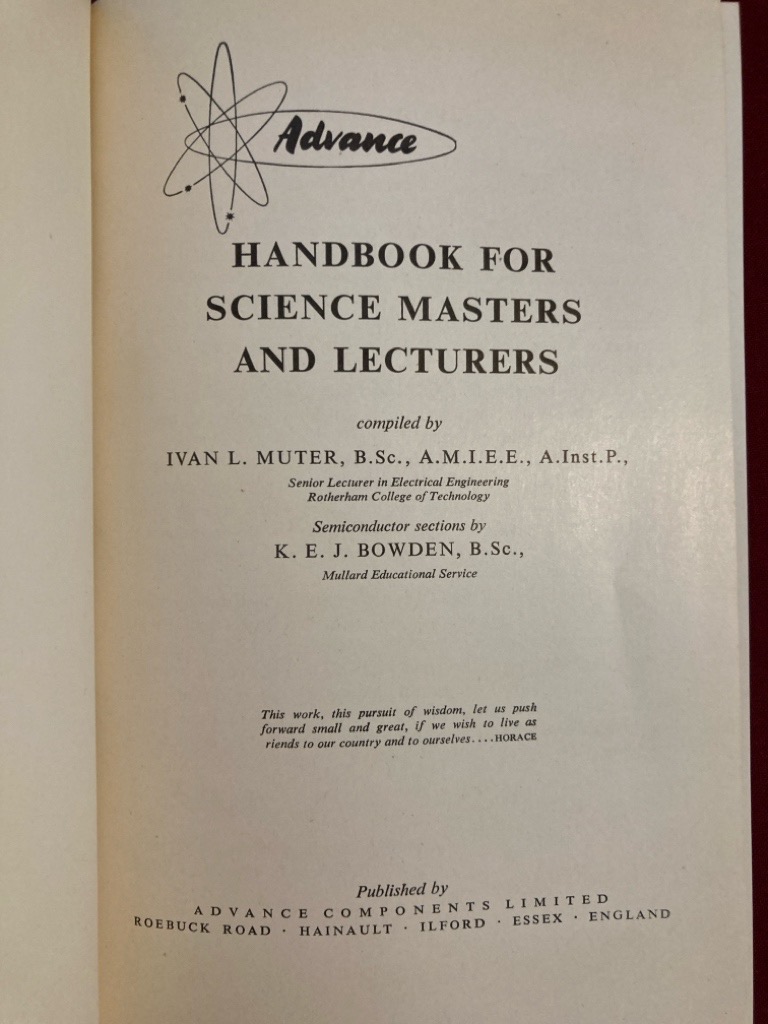 Advance
HANDBOOK FOR
SCIENCE MASTERS
AND LECTURERS
compiled by
IVAN L. MUTER, B.Sc., A.M.I.E.E., A.Inst.P.,
Senior Lecturer in Electrical Engineering
Rotherham College of Technology
Semiconductor sections by
K. E. J. BOWDEN, B.Sc.,
Mullard Educational Service
This work, this pursuit of wisdom, let us push
forward small and great, if we wish to live as
riends to our country and to ourselves....HORACE
Published by
ADVANCE COMPONENTS LIMITED
ROEBUCK ROAD · HAINAULT · ILFORD · ESSEX · ENGLAND